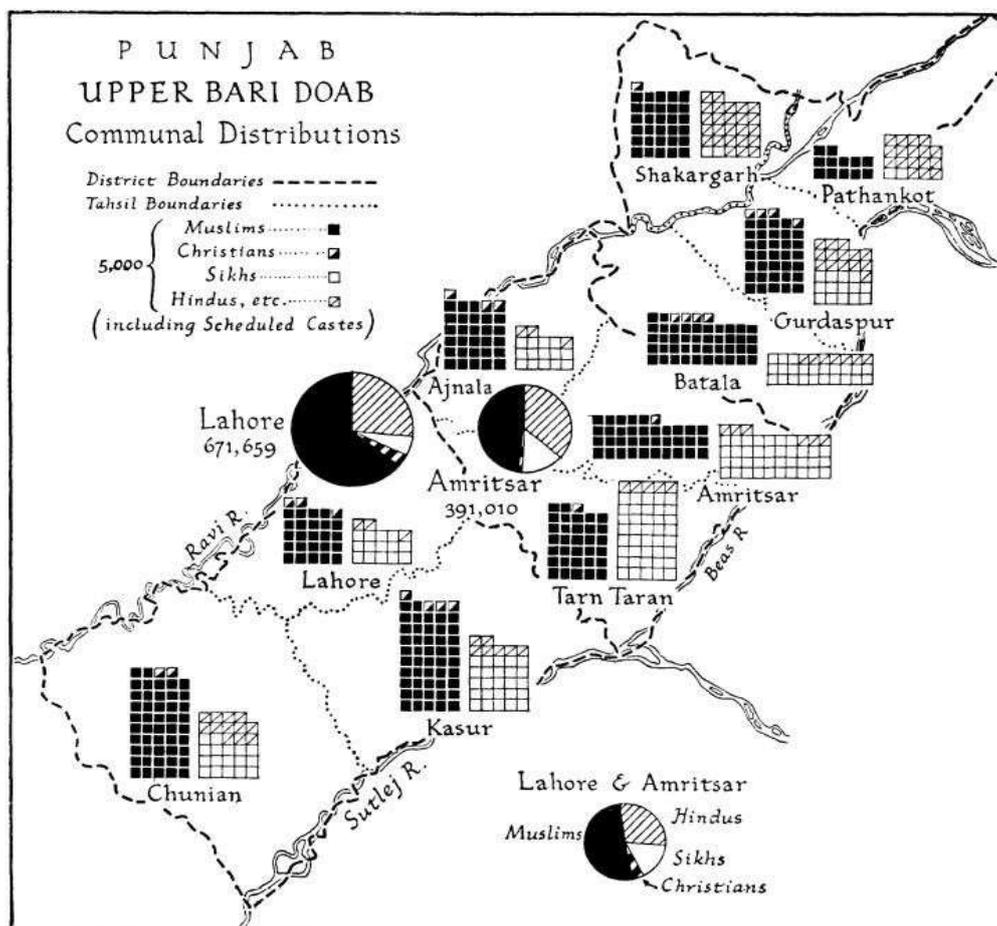 PUNJAB
UPPER BARI DOAB
Communal Distributions
District Boundaries
Tahsil Boundaries
Muslims
Christians
5,000
Sikhs
Hindus, etc.
(including Scheduled Castes)
Shakargarh
Pathankot
Gurdaspur
Ajnala
Batala
Lahore
671,659
Amritsar
391,010
Amritsar
Ravi R.
Lahore
Tarn Taran
Beas R
Kasur
Chunian
Sutlej R.
Lahore & Amritsar
Muslims
Hindus
Sikhs
Christians